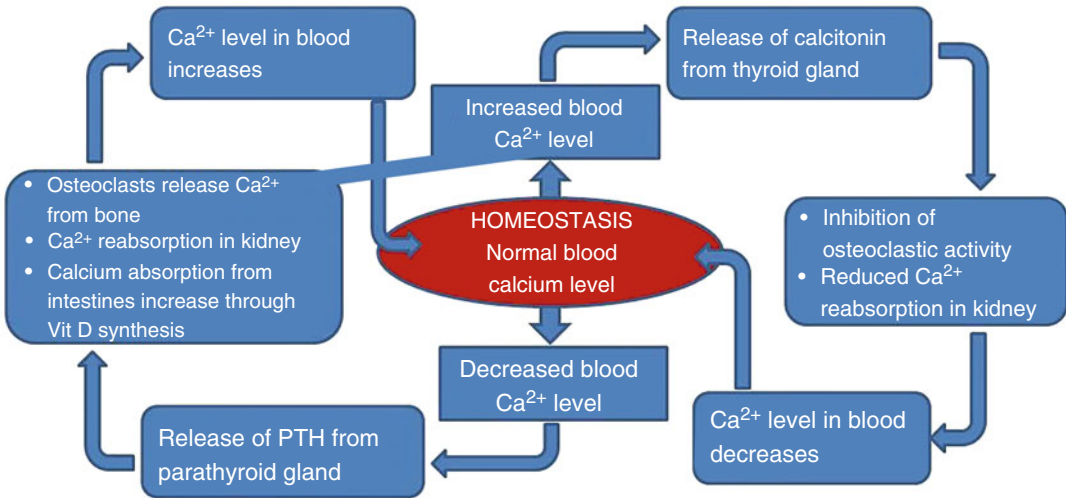 Ca²⁺ level in blood
increases
Increased blood
Ca²⁺ level
Release of calcitonin
from thyroid gland
• Osteoclasts release Ca²⁺
from bone
• Ca²⁺ reabsorption in kidney
• Calcium absorption from
intestines increase through
Vit D synthesis
HOMEOSTASIS
Normal blood
calcium level
• Inhibition of
osteoclastic activity
• Reduced Ca²⁺
reabsorption in kidney
Release of PTH from
parathyroid gland
Decreased blood
Ca²⁺ level
Ca²⁺ level in blood
decreases